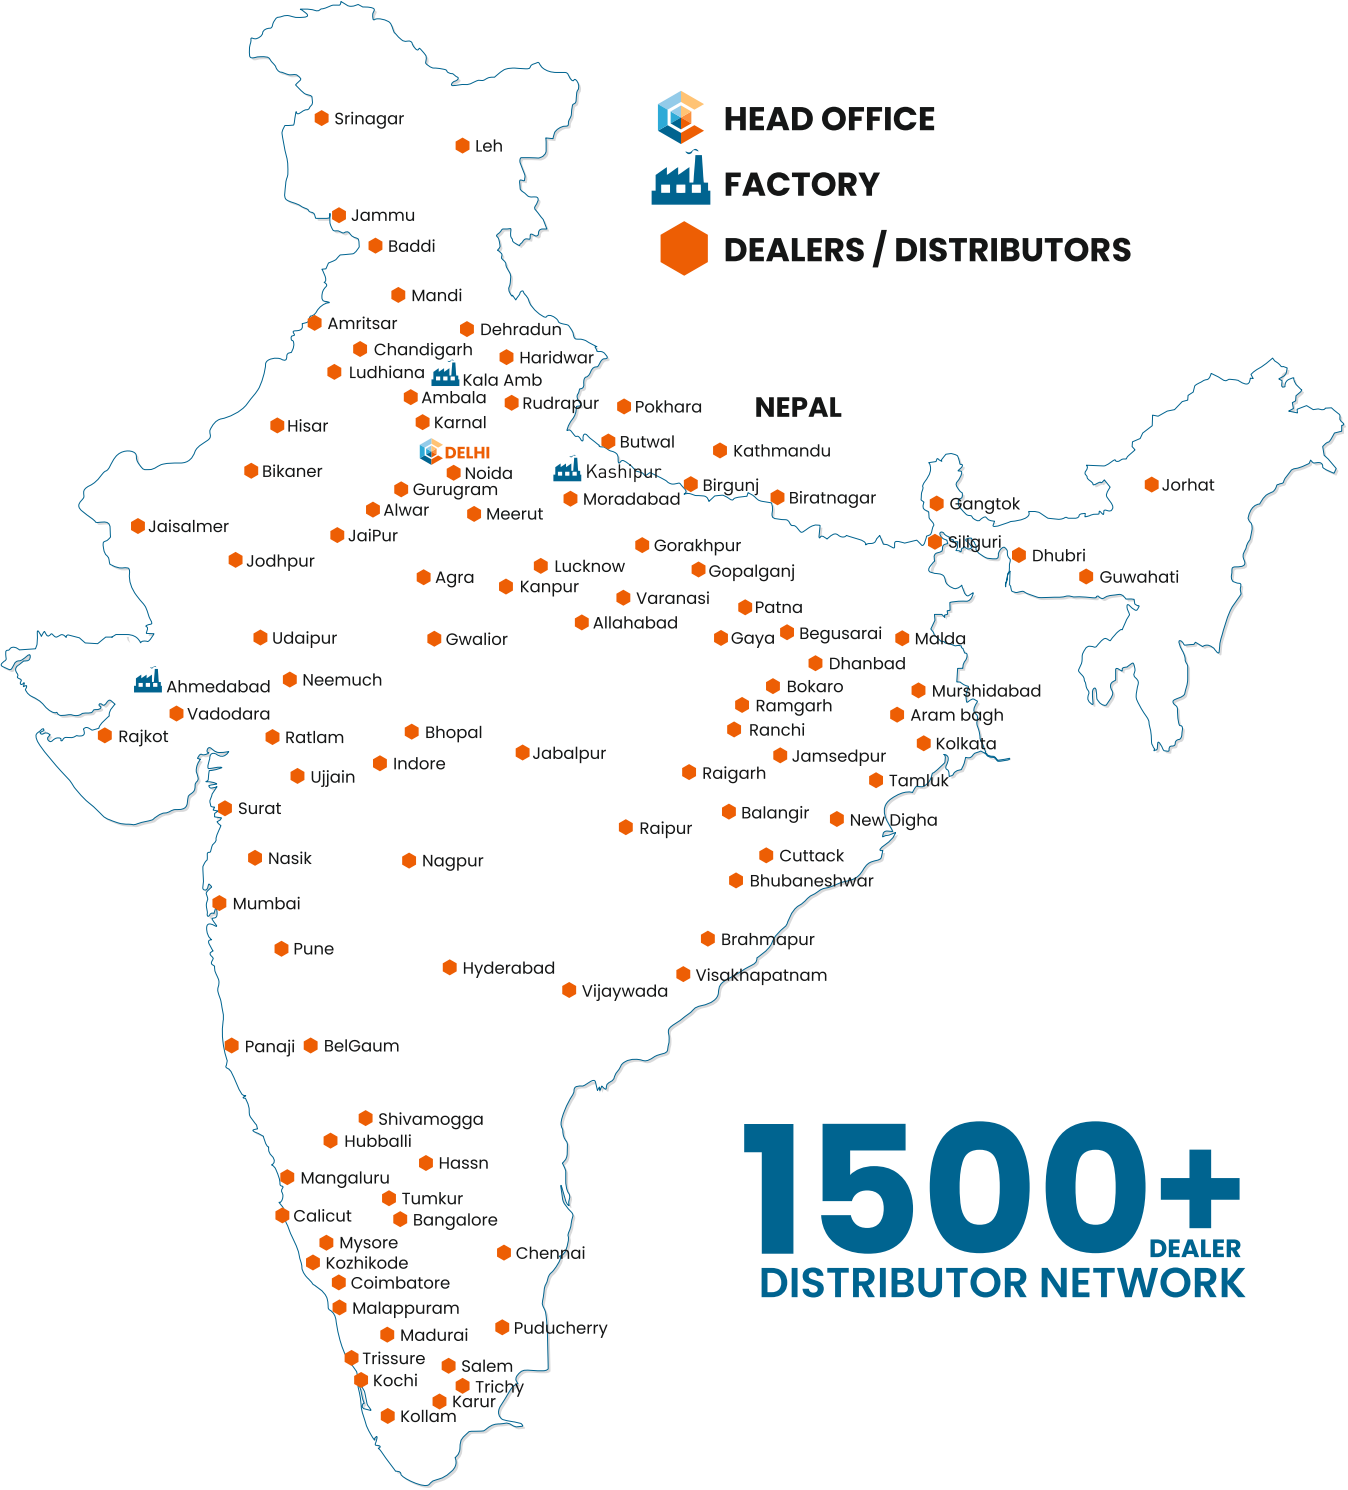 HEAD OFFICE
FACTORY
DEALERS / DISTRIBUTORS
Srinagar
Leh
Jammu
Baddi
Mandi
Amritsar
Dehradun
Chandigarh
Haridwar
Ludhiana
Kala Amb
Ambala
Rudrapur
Pokhara
NEPAL
Karnal
Hisar
Butwal
Kathmandu
DELHI
Bikaner
Noida
Kashipur
Birgunj
Jorhat
Gurugram
Moradabad
Biratnagar
Gangtok
Alwar
Meerut
Jaisalmer
JaiPur
Siliguri
Gorakhpur
Dhubri
Jodhpur
Lucknow
Gopalganj
Agra
Kanpur
Guwahati
Varanasi
Patna
Allahabad
Udaipur
Gwalior
Gaya
Begusarai
Malda
Dhanbad
Ahmedabad
Neemuch
Bokaro
Murshidabad
Ramgarh
Vadodara
Aram bagh
Rajkot
Ratlam
Bhopal
Ranchi
Kolkata
Jabalpur
Jamsedpur
Indore
Ujjain
Raigarh
Tamluk
Surat
Balangir
New Digha
Raipur
Nasik
Nagpur
Cuttack
Bhubaneshwar
Mumbai
Pune
Brahmapur
Hyderabad
Visakhapatnam
Vijaywada
Panaji
BelGaum
Shivamogga
Hubballi
Hassn
Mangaluru
Tumkur
Calicut
Bangalore
Mysore
Chennai
Kozhikode
Coimbatore
Malappuram
Madurai
Puducherry
Trissure
Salem
Kochi
Trichy
Karur
Kollam
1500+
DEALER
DISTRIBUTOR NETWORK